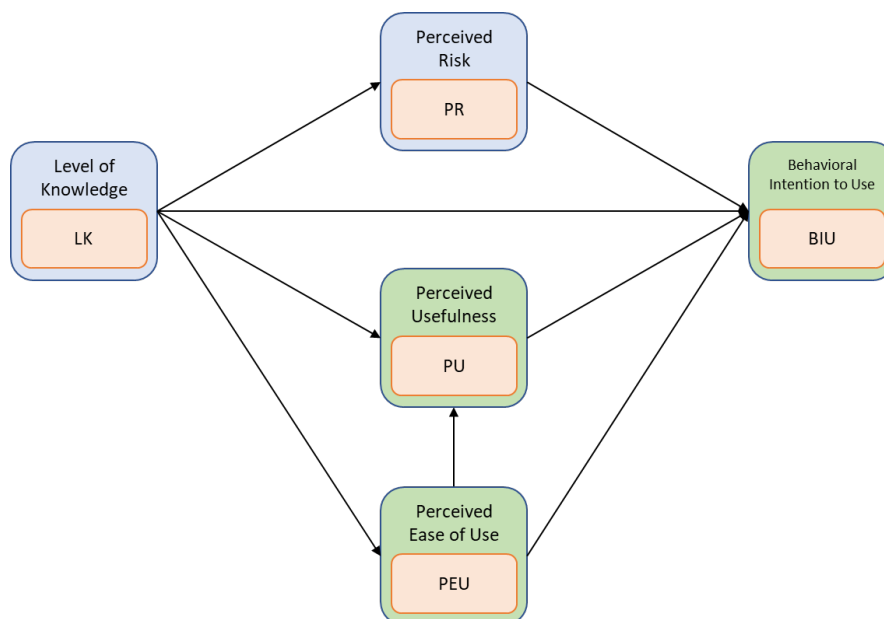 Perceived
Risk
PR
Level of
Knowledge
LK
Behavioral
Intention to Use
BIU
Perceived
Usefulness
PU
Perceived
Ease of Use
PEU